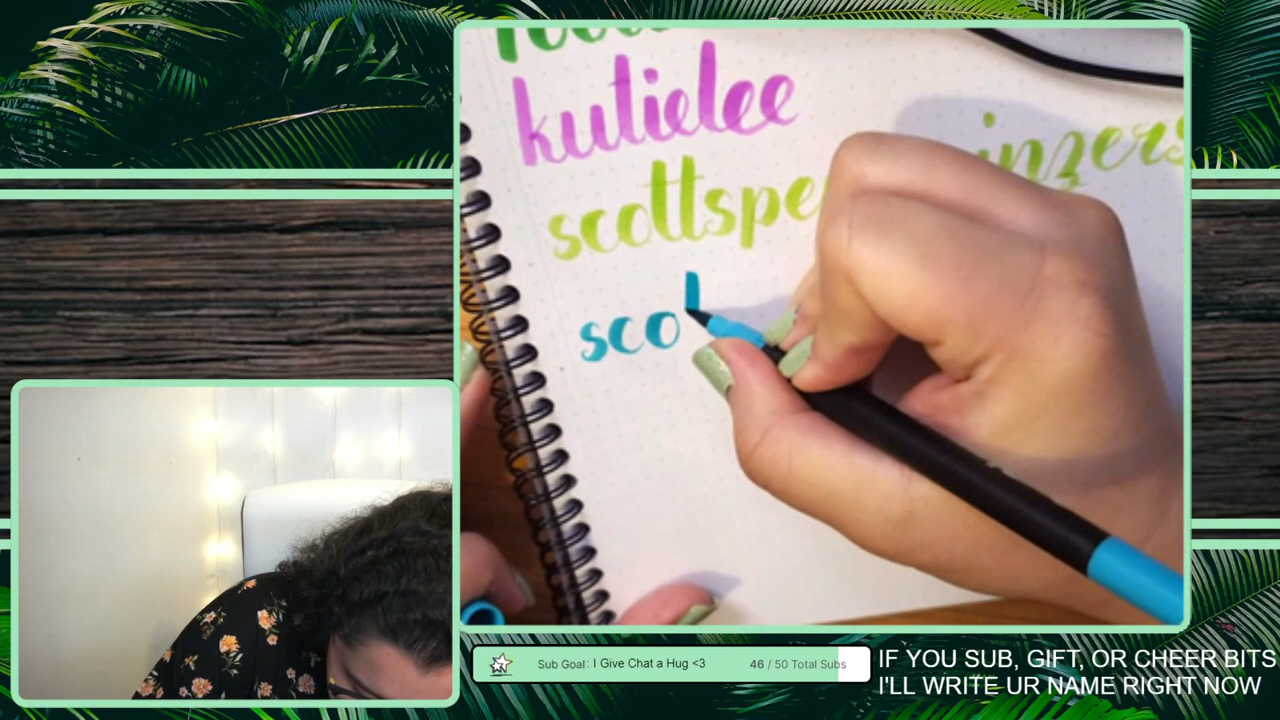 kutielee
scottspe
inzers
sco
Sub Goal: I Give Chat a Hug <3 46 / 50 Total Subs
IF YOU SUB, GIFT, OR CHEER BITS
I'LL WRITE UR NAME RIGHT NOW